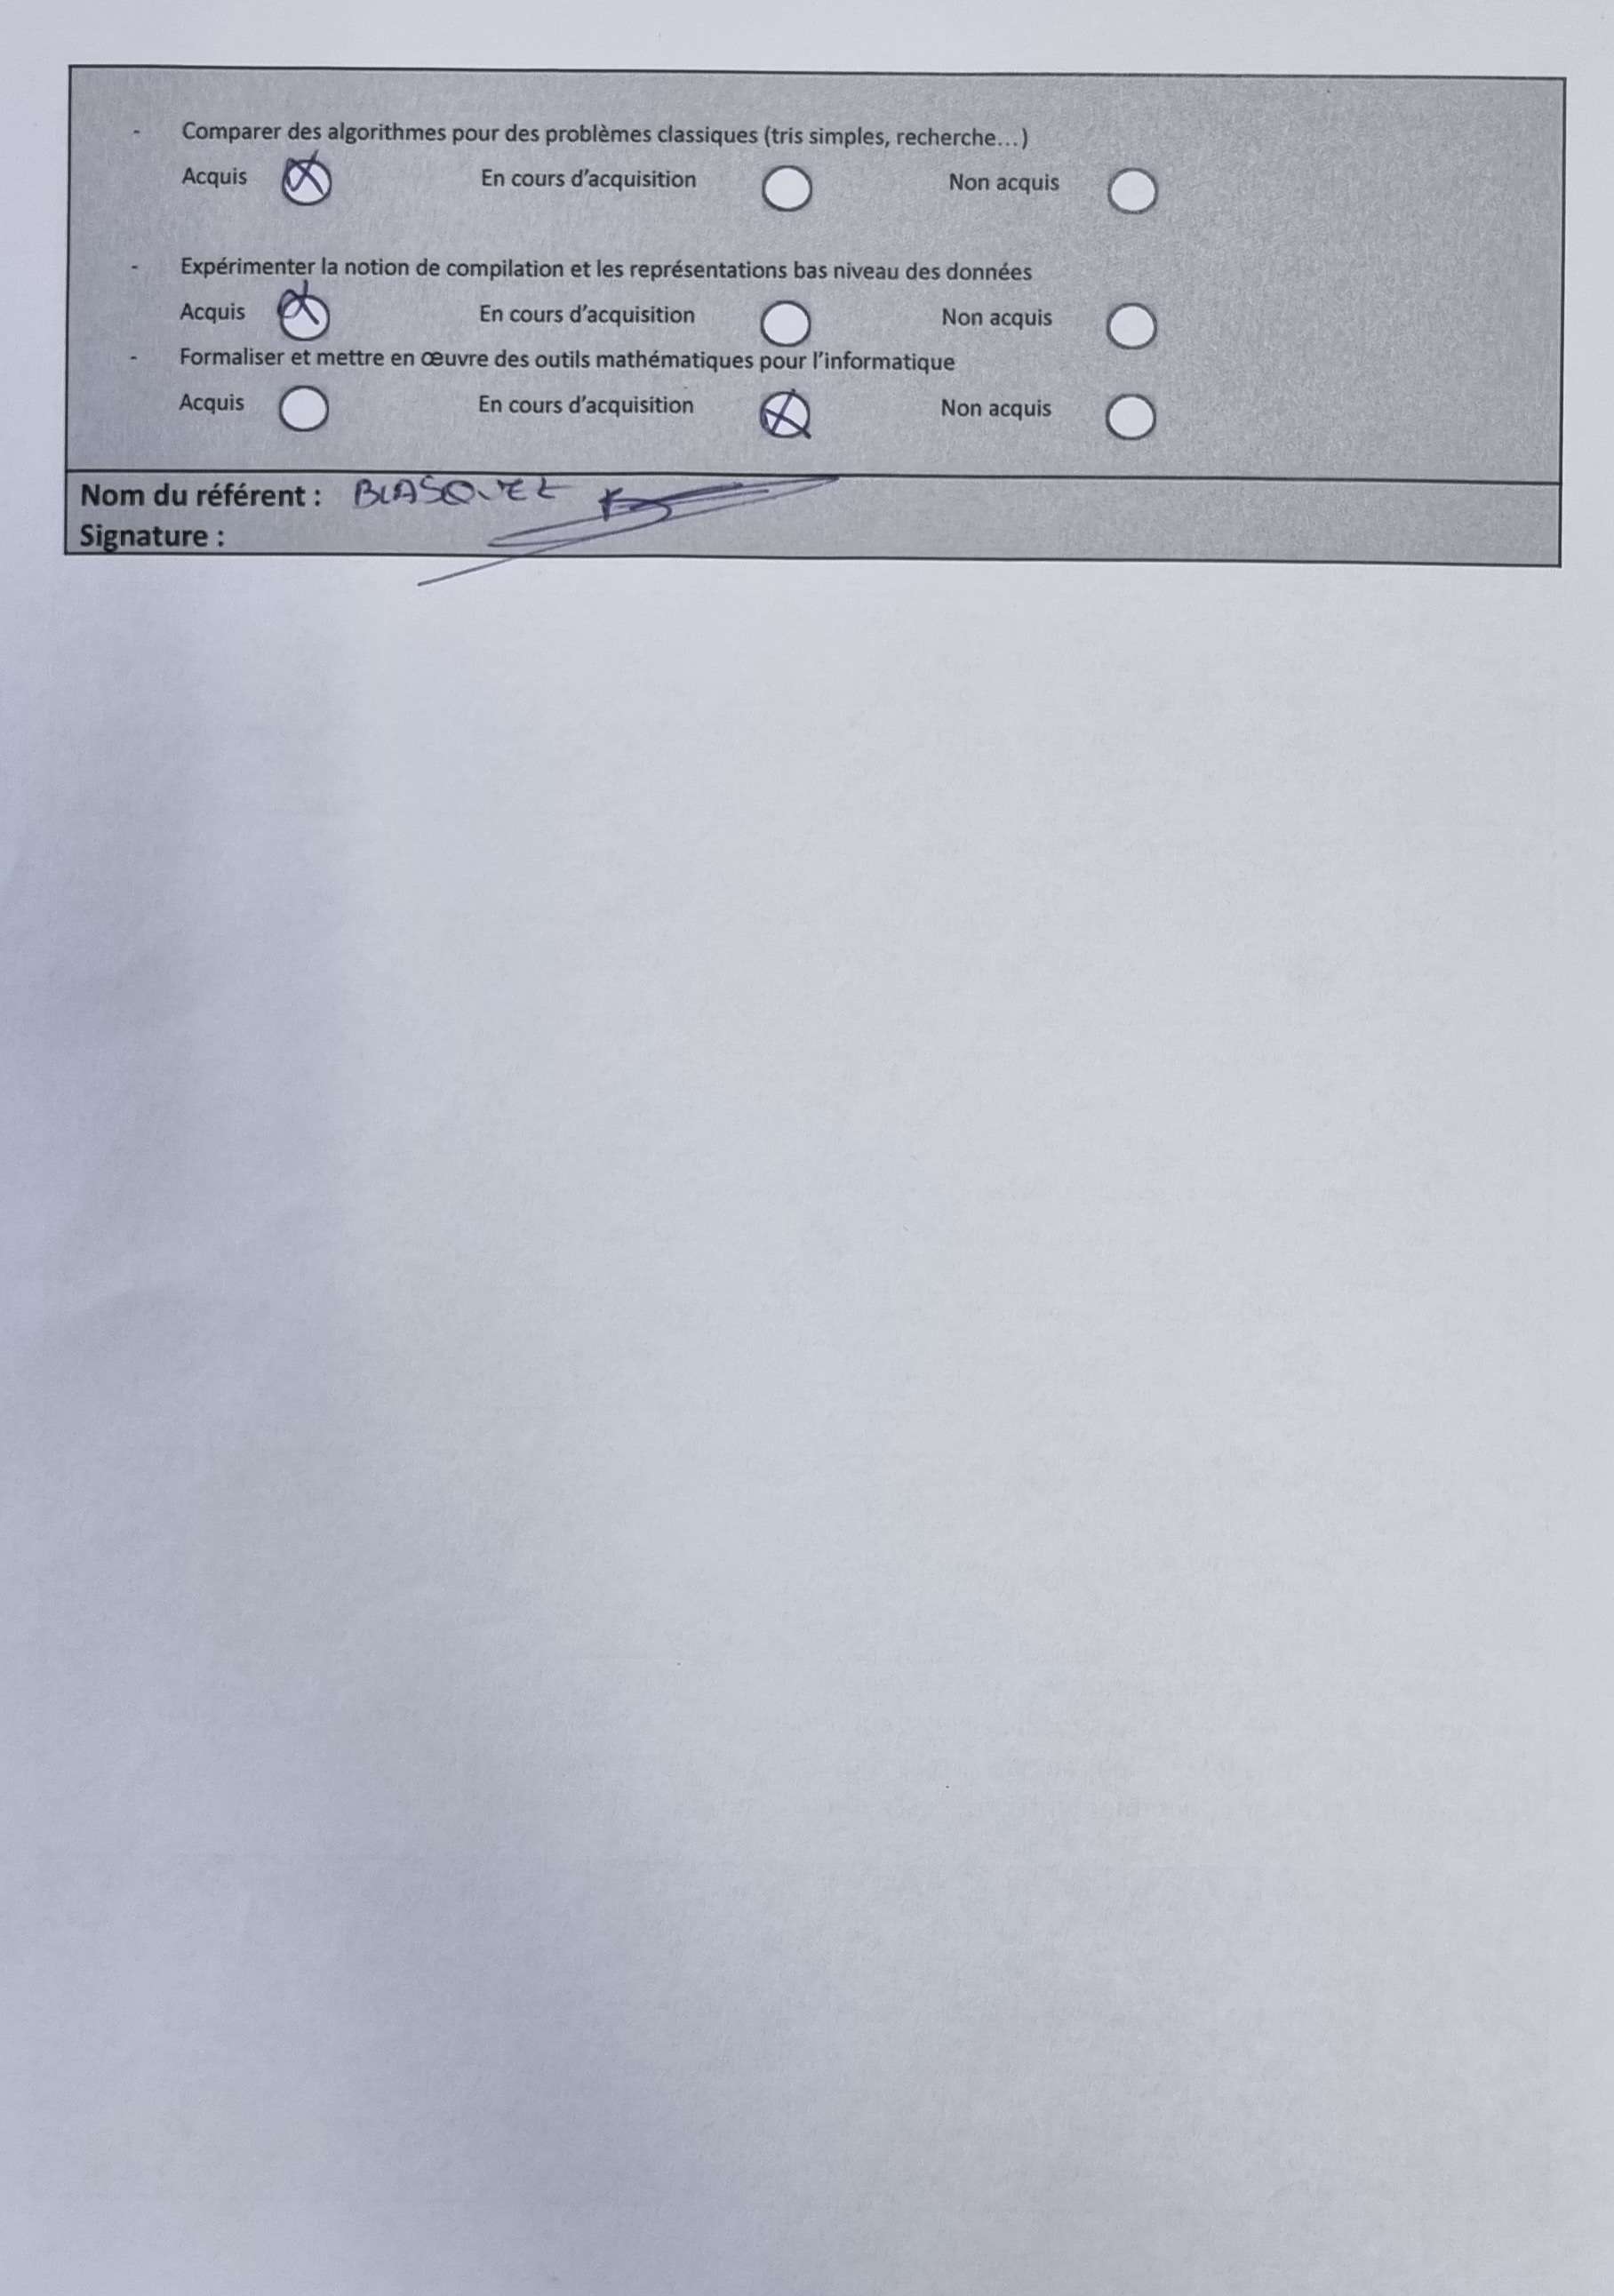 - Comparer des algorithmes pour des problèmes classiques (tris simples, recherche...)
Acquis En cours d'acquisition Non acquis
- Expérimenter la notion de compilation et les représentations bas niveau des données
Acquis En cours d'acquisition Non acquis
- Formaliser et mettre en œuvre des outils mathématiques pour l'informatique
Acquis En cours d'acquisition Non acquis
Nom du référent : BLASQUEZ
Signature :